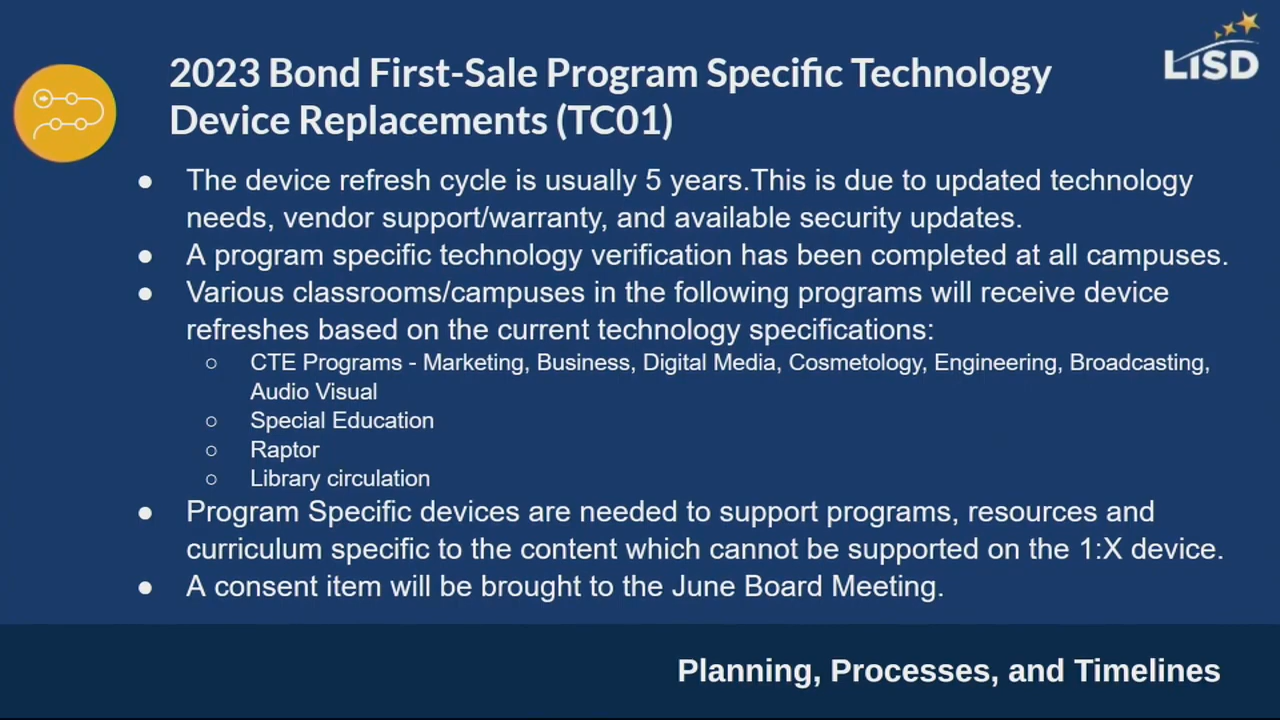 LISD
2023 Bond First-Sale Program Specific Technology
Device Replacements (TC01)
● The device refresh cycle is usually 5 years.This is due to updated technology
needs, vendor support/warranty, and available security updates.
● A program specific technology verification has been completed at all campuses.
● Various classrooms/campuses in the following programs will receive device
refreshes based on the current technology specifications:
○ CTE Programs - Marketing, Business, Digital Media, Cosmetology, Engineering, Broadcasting,
Audio Visual
○ Special Education
○ Raptor
○ Library circulation
● Program Specific devices are needed to support programs, resources and
curriculum specific to the content which cannot be supported on the 1:X device.
● A consent item will be brought to the June Board Meeting.
Planning, Processes, and Timelines